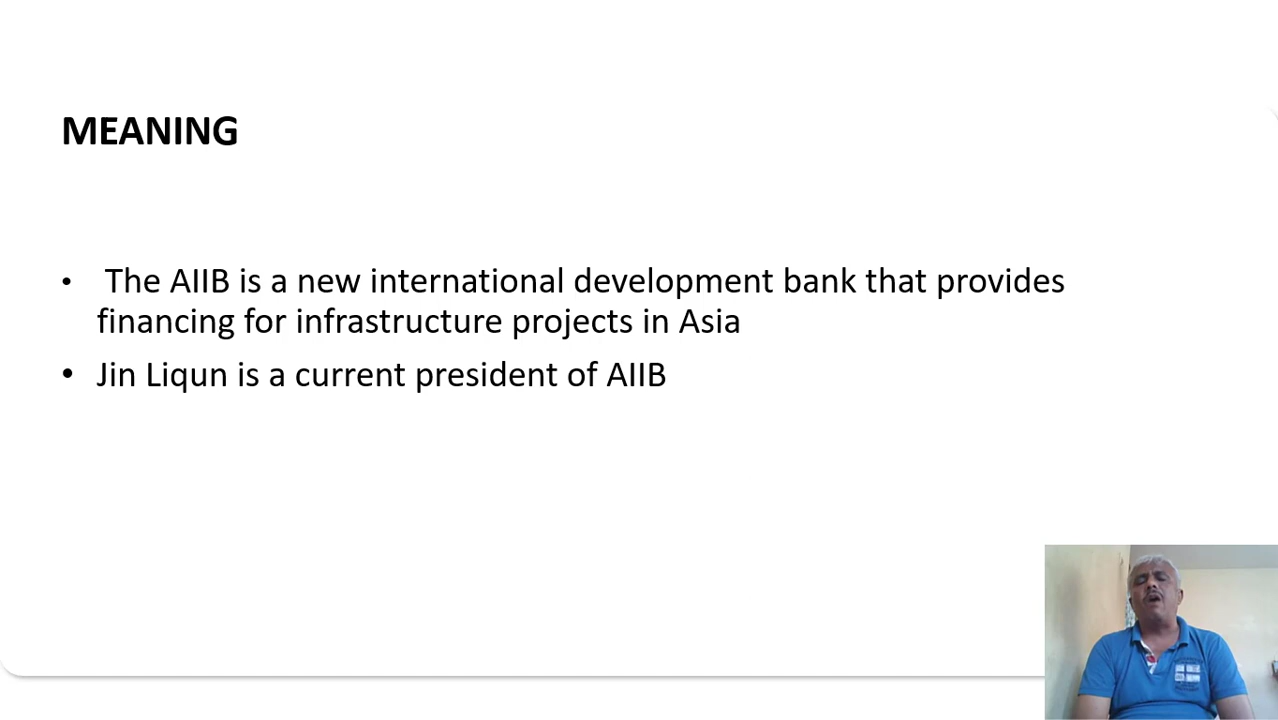 MEANING
• The AIIB is a new international development bank that provides
financing for infrastructure projects in Asia
• Jin Liqun is a current president of AIIB